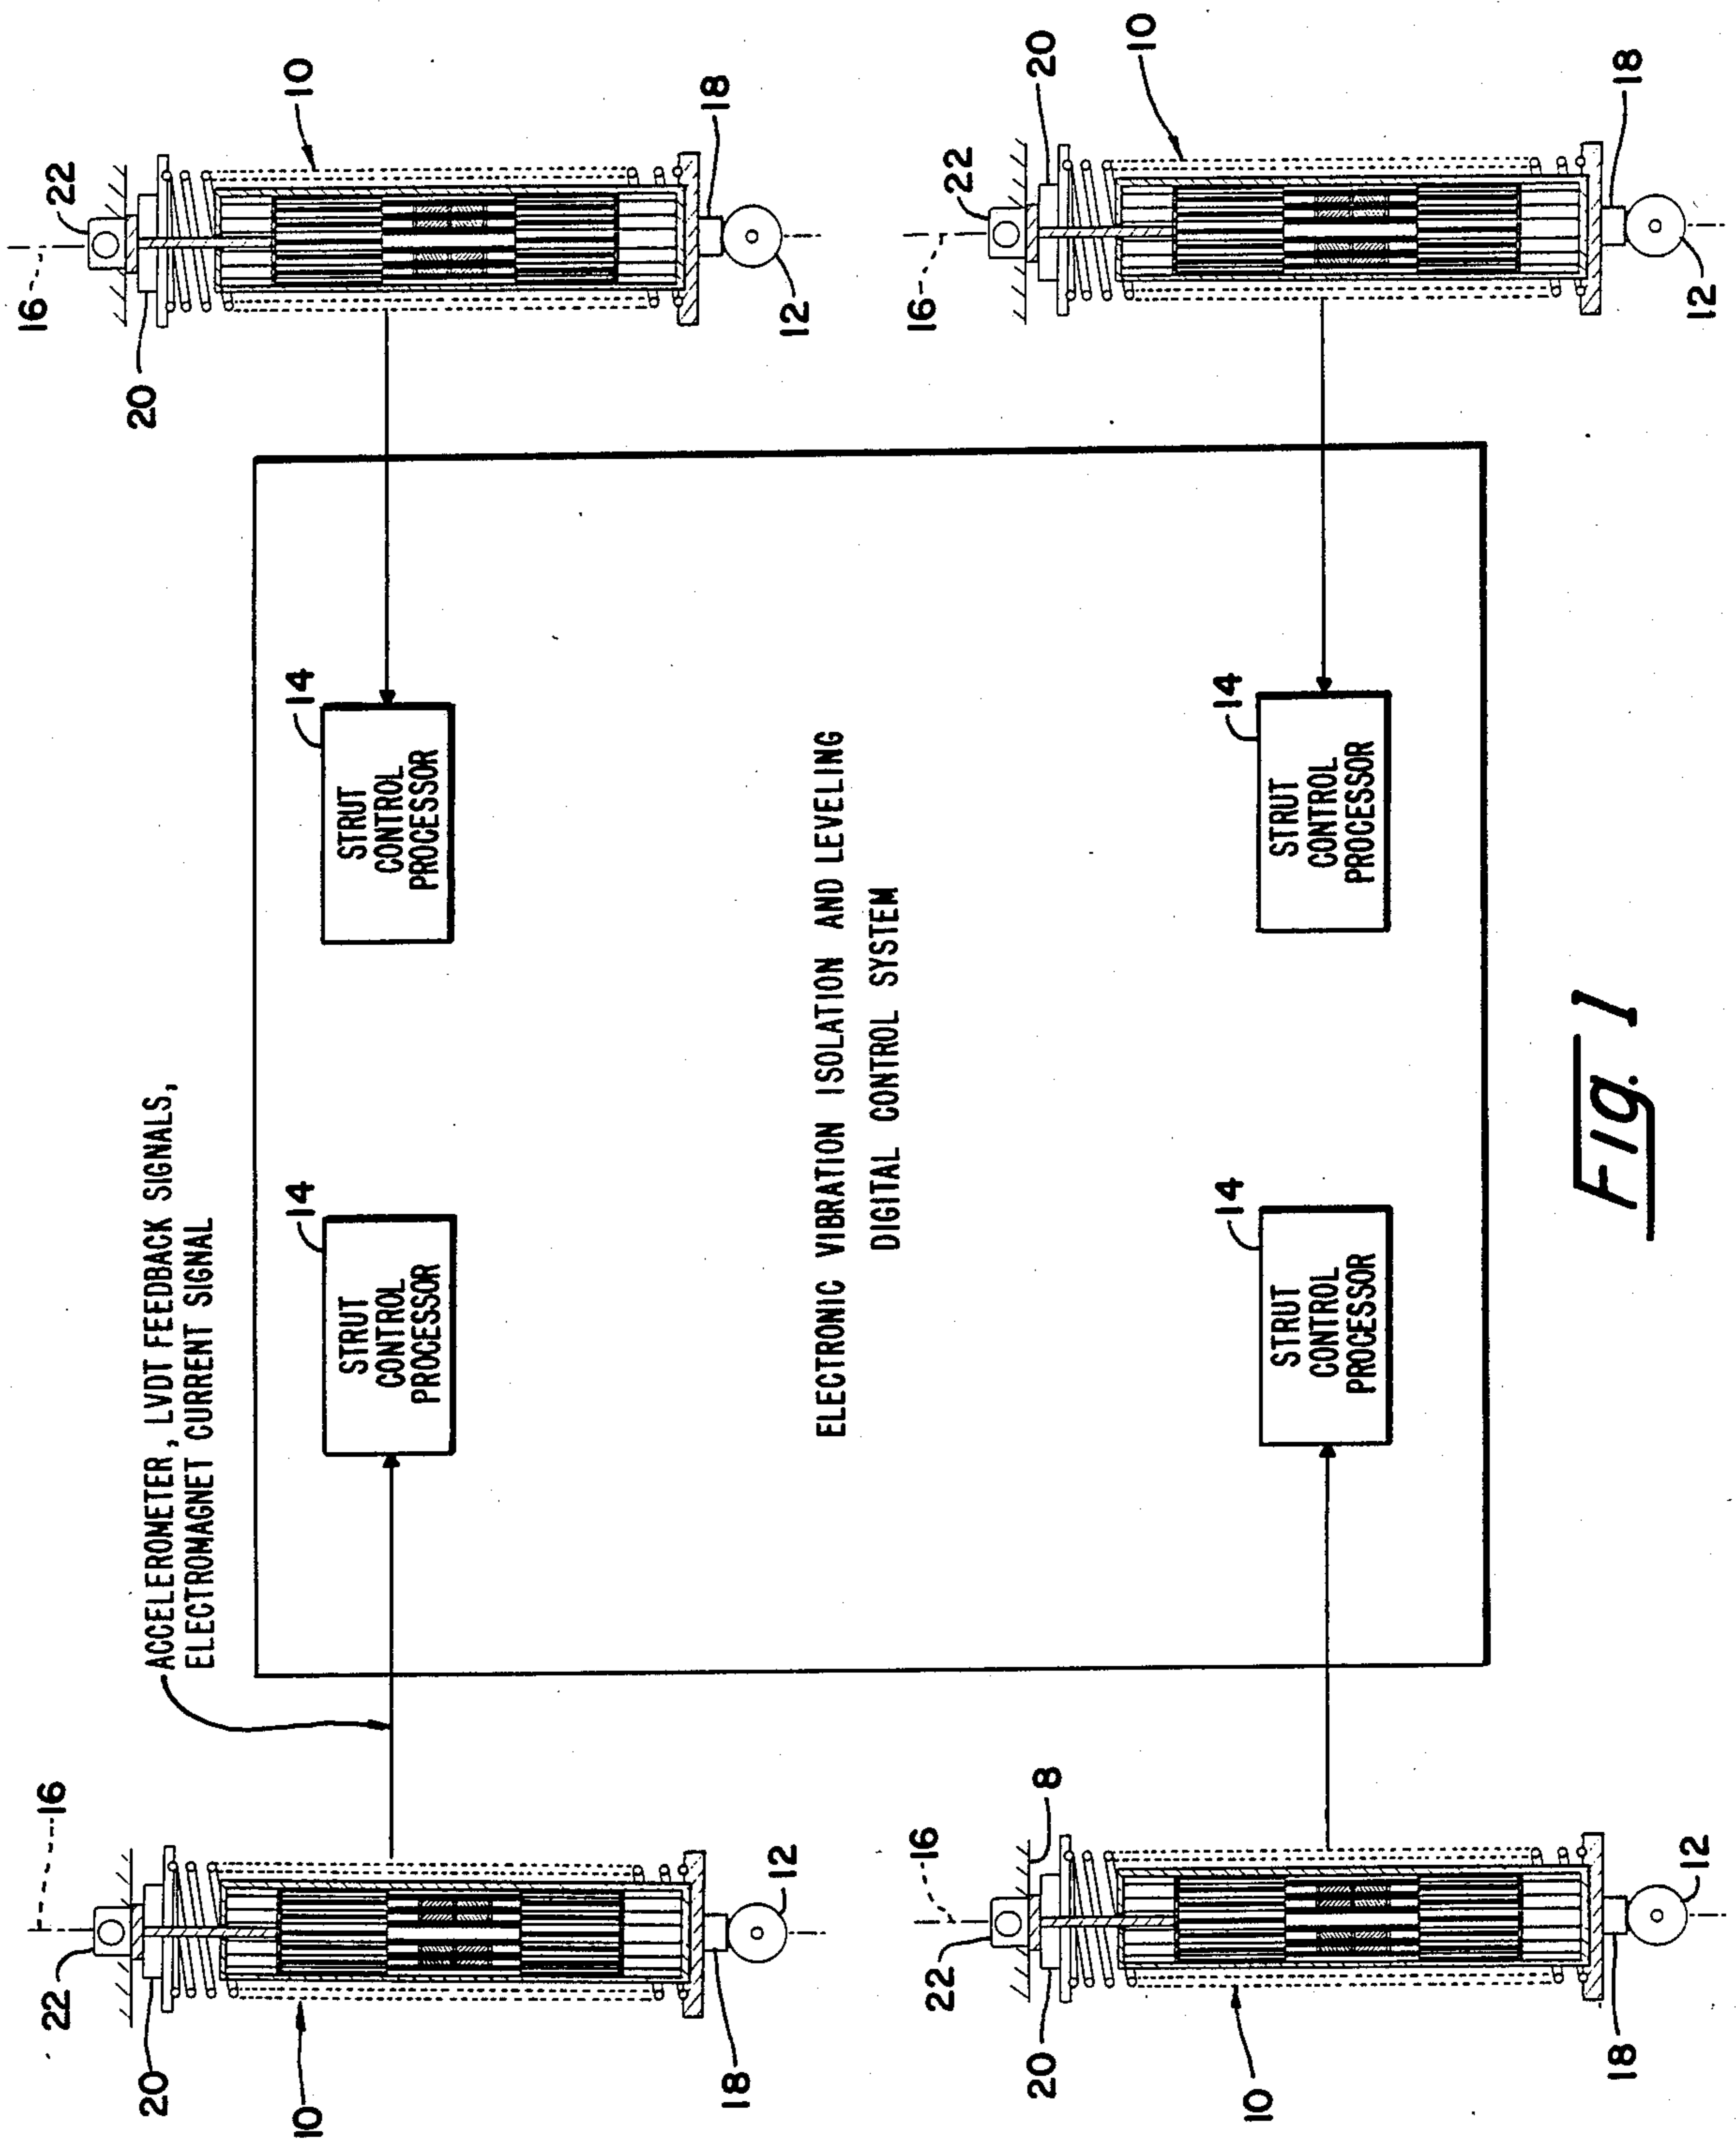 16
16
22
22
ACCELEROMETER, LVDT FEEDBACK SIGNALS,
ELECTROMAGNET CURRENT SIGNAL
20
20
10
14
14
10
STRUT
CONTROL
PROCESSOR
STRUT
CONTROL
PROCESSOR
18
12
12
18
ELECTRONIC VIBRATION ISOLATION AND LEVELING
DIGITAL CONTROL SYSTEM
16
16
22
22
20
8
20
10
10
14
14
STRUT
CONTROL
PROCESSOR
STRUT
CONTROL
PROCESSOR
18
12
12
18
Fig. 1